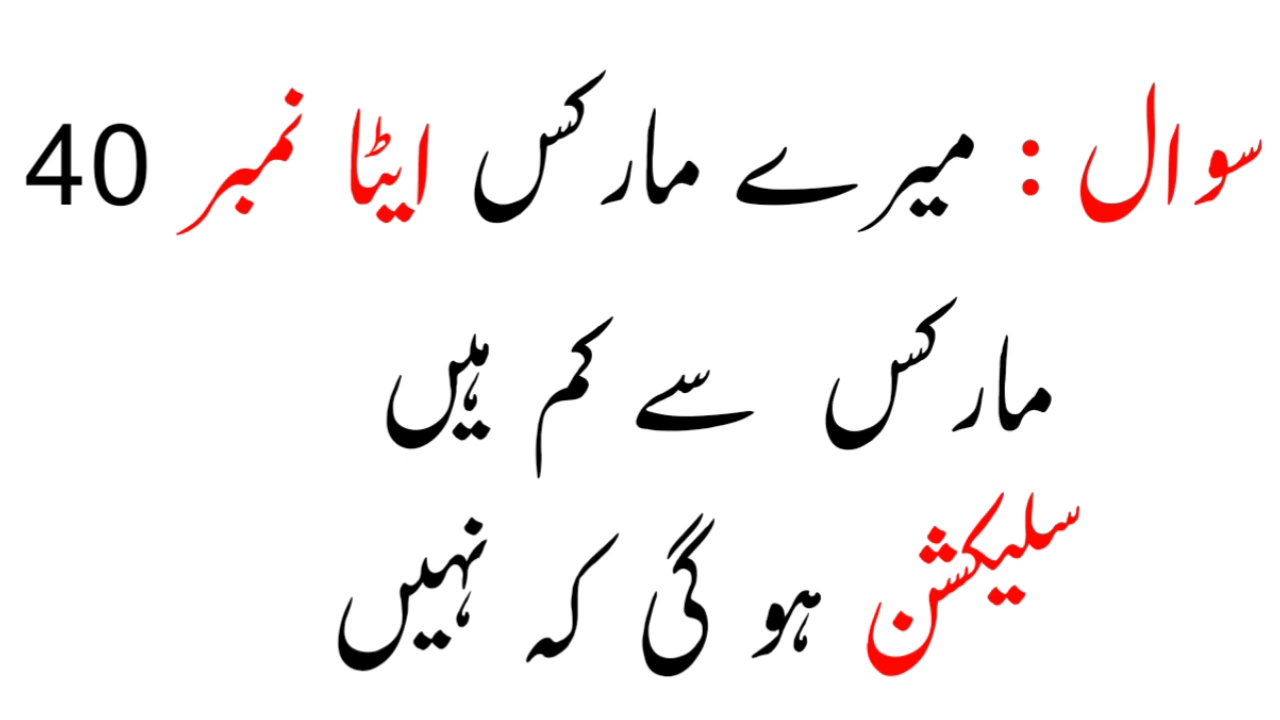 سوال : میرے مارکس ایٹا نمبر 40
مارکس سے کم ہیں
سلیکشن ہو گی کہ نہیں